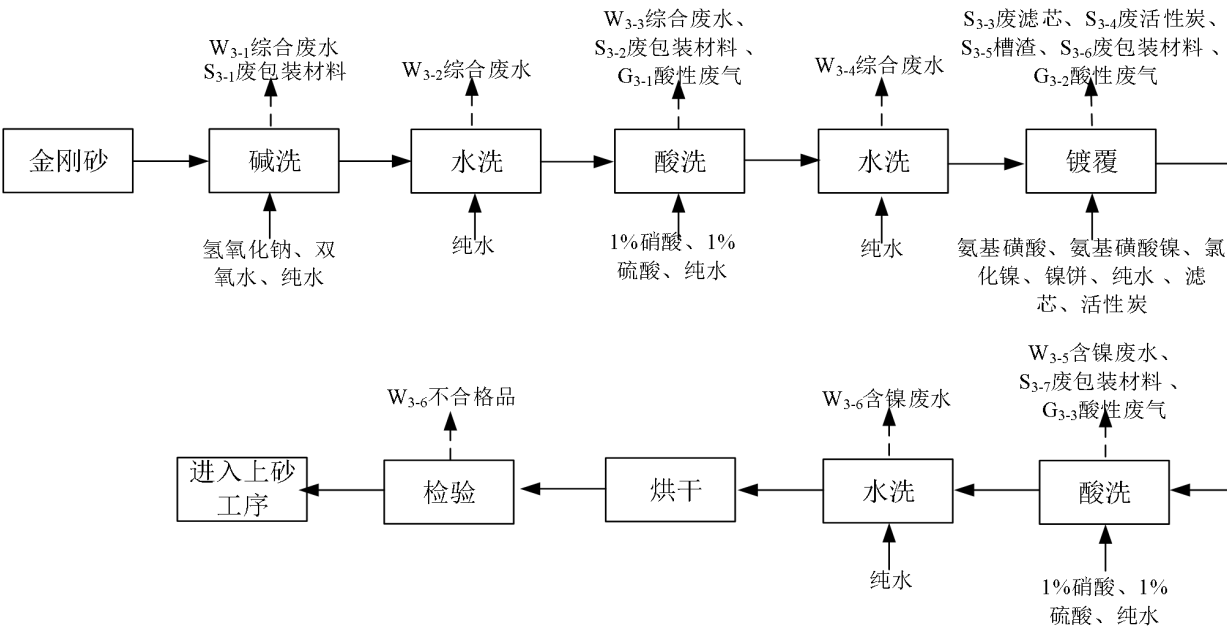 W3-1综合废水
S3-1废包装材料
W3-2综合废水
W3-3综合废水、
S3-2废包装材料、
G3-1酸性废气
W3-4综合废水
S3-3废滤芯、S3-4废活性炭、
S3-5槽渣、S3-6废包装材料、
G3-2酸性废气
金刚砂
碱洗
水洗
酸洗
水洗
镀覆
氢氧化钠、双
氧水、纯水
纯水
1%硝酸、1%
硫酸、纯水
纯水
氨基磺酸、氨基磺酸镍、氯
化镍、镍饼、纯水、滤
芯、活性炭
W3-5含镍废水、
S3-7废包装材料、
G3-3酸性废气
W3-6含镍废水
W3-6不合格品
酸洗
水洗
烘干
检验
进入上砂
工序
纯水
1%硝酸、1%
硫酸、纯水